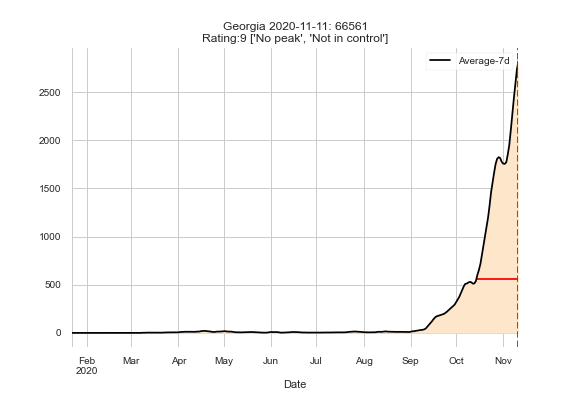 Georgia 2020-11-11: 66561
Rating:9 ['No peak', 'Not in control']
Average-7d
2500
2000
1500
1000
500
0
Feb Mar Apr May Jun Jul Aug Sep Oct Nov
2020
Date